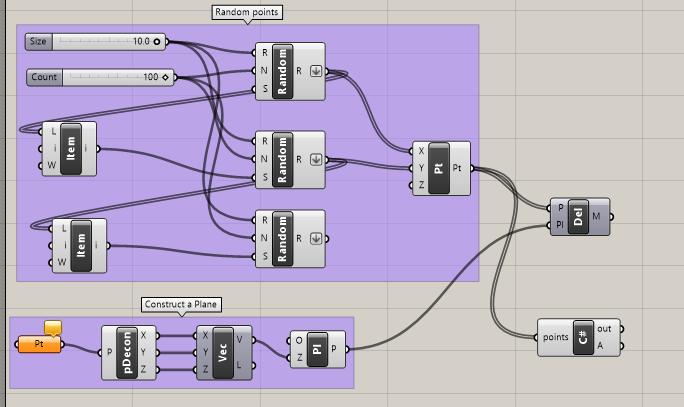 Random points
Size 10.0
Count 100
R N S Random R
L i W Item i
R N S Random R
X Y Z Pt Pt
P Pl Del M
L i W Item i
R N S Random R
Construct a Plane
Pt
P pDecon X Y Z
X Y Z Vec V L
O Z Pl P
points C# out A